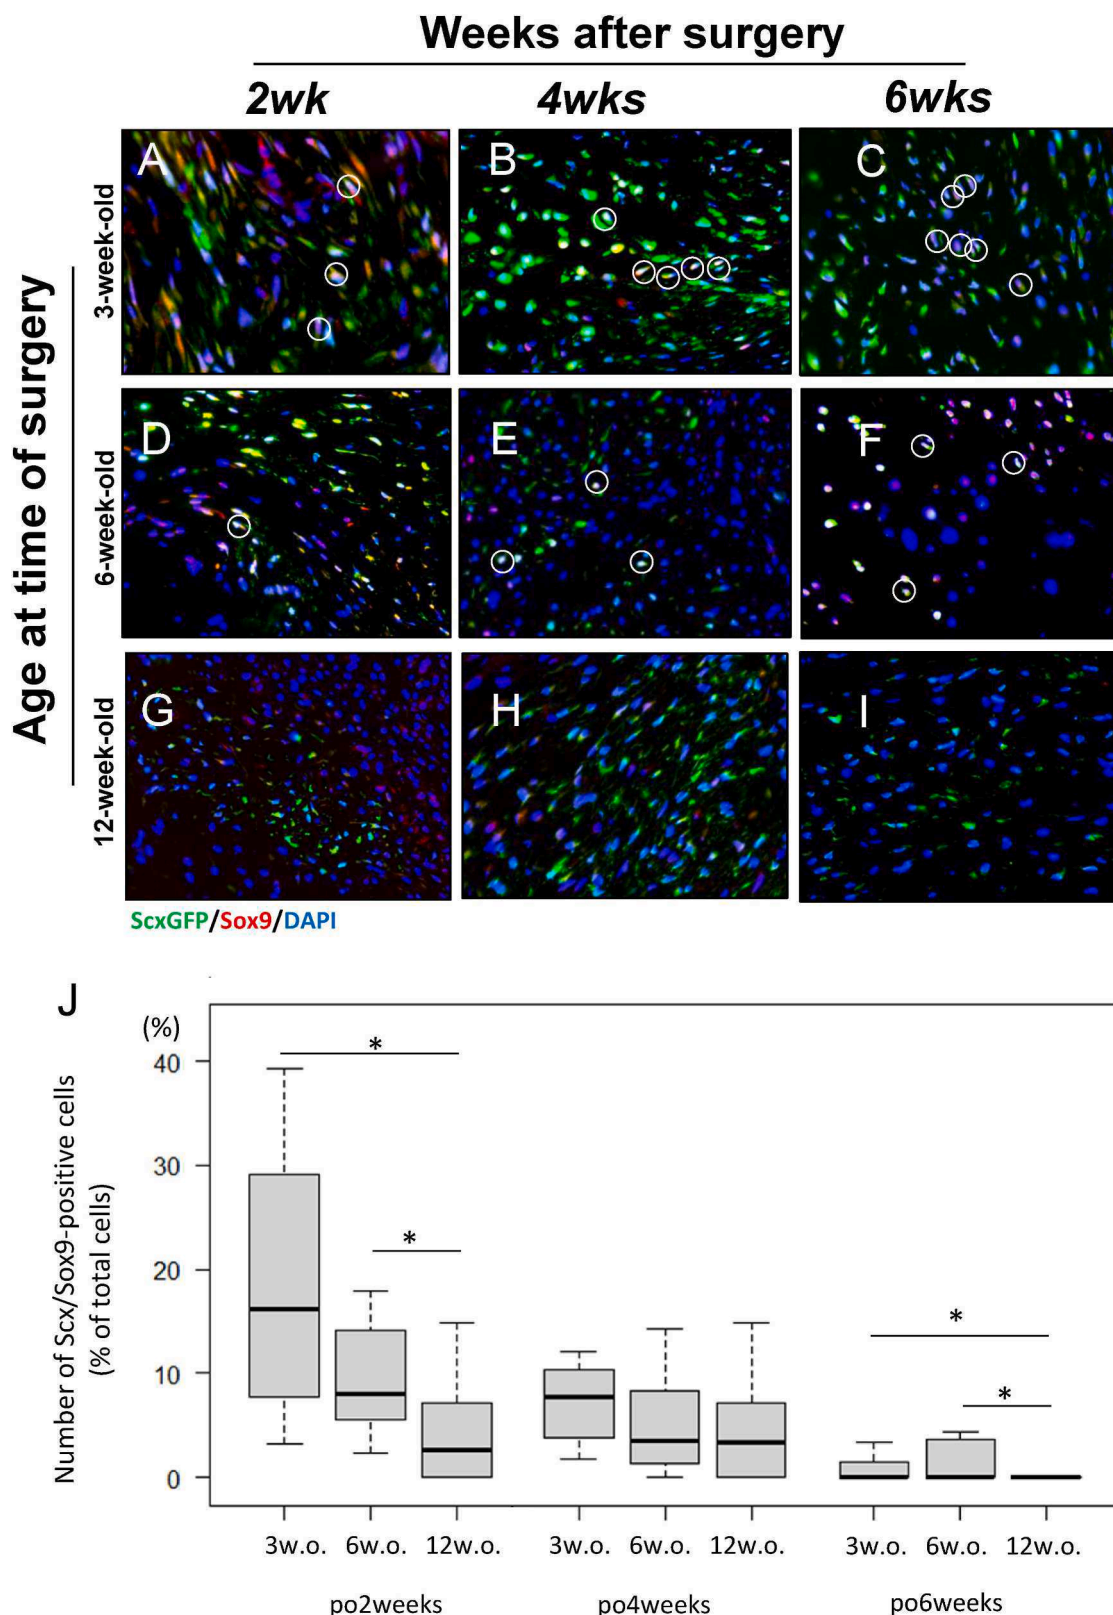 Weeks after surgery
2wk 4wks 6wks
Age at time of surgery
3-week-old
A B C
6-week-old
D E F
12-week-old
G H I
ScxGFP/Sox9/DAPI
J
(%)
Number of Scx/Sox9-positive cells
(% of total cells)
40
30
20
10
0
*
*
*
*
3w.o. 6w.o. 12w.o. 3w.o. 6w.o. 12w.o. 3w.o. 6w.o. 12w.o.
po2weeks po4weeks po6weeks